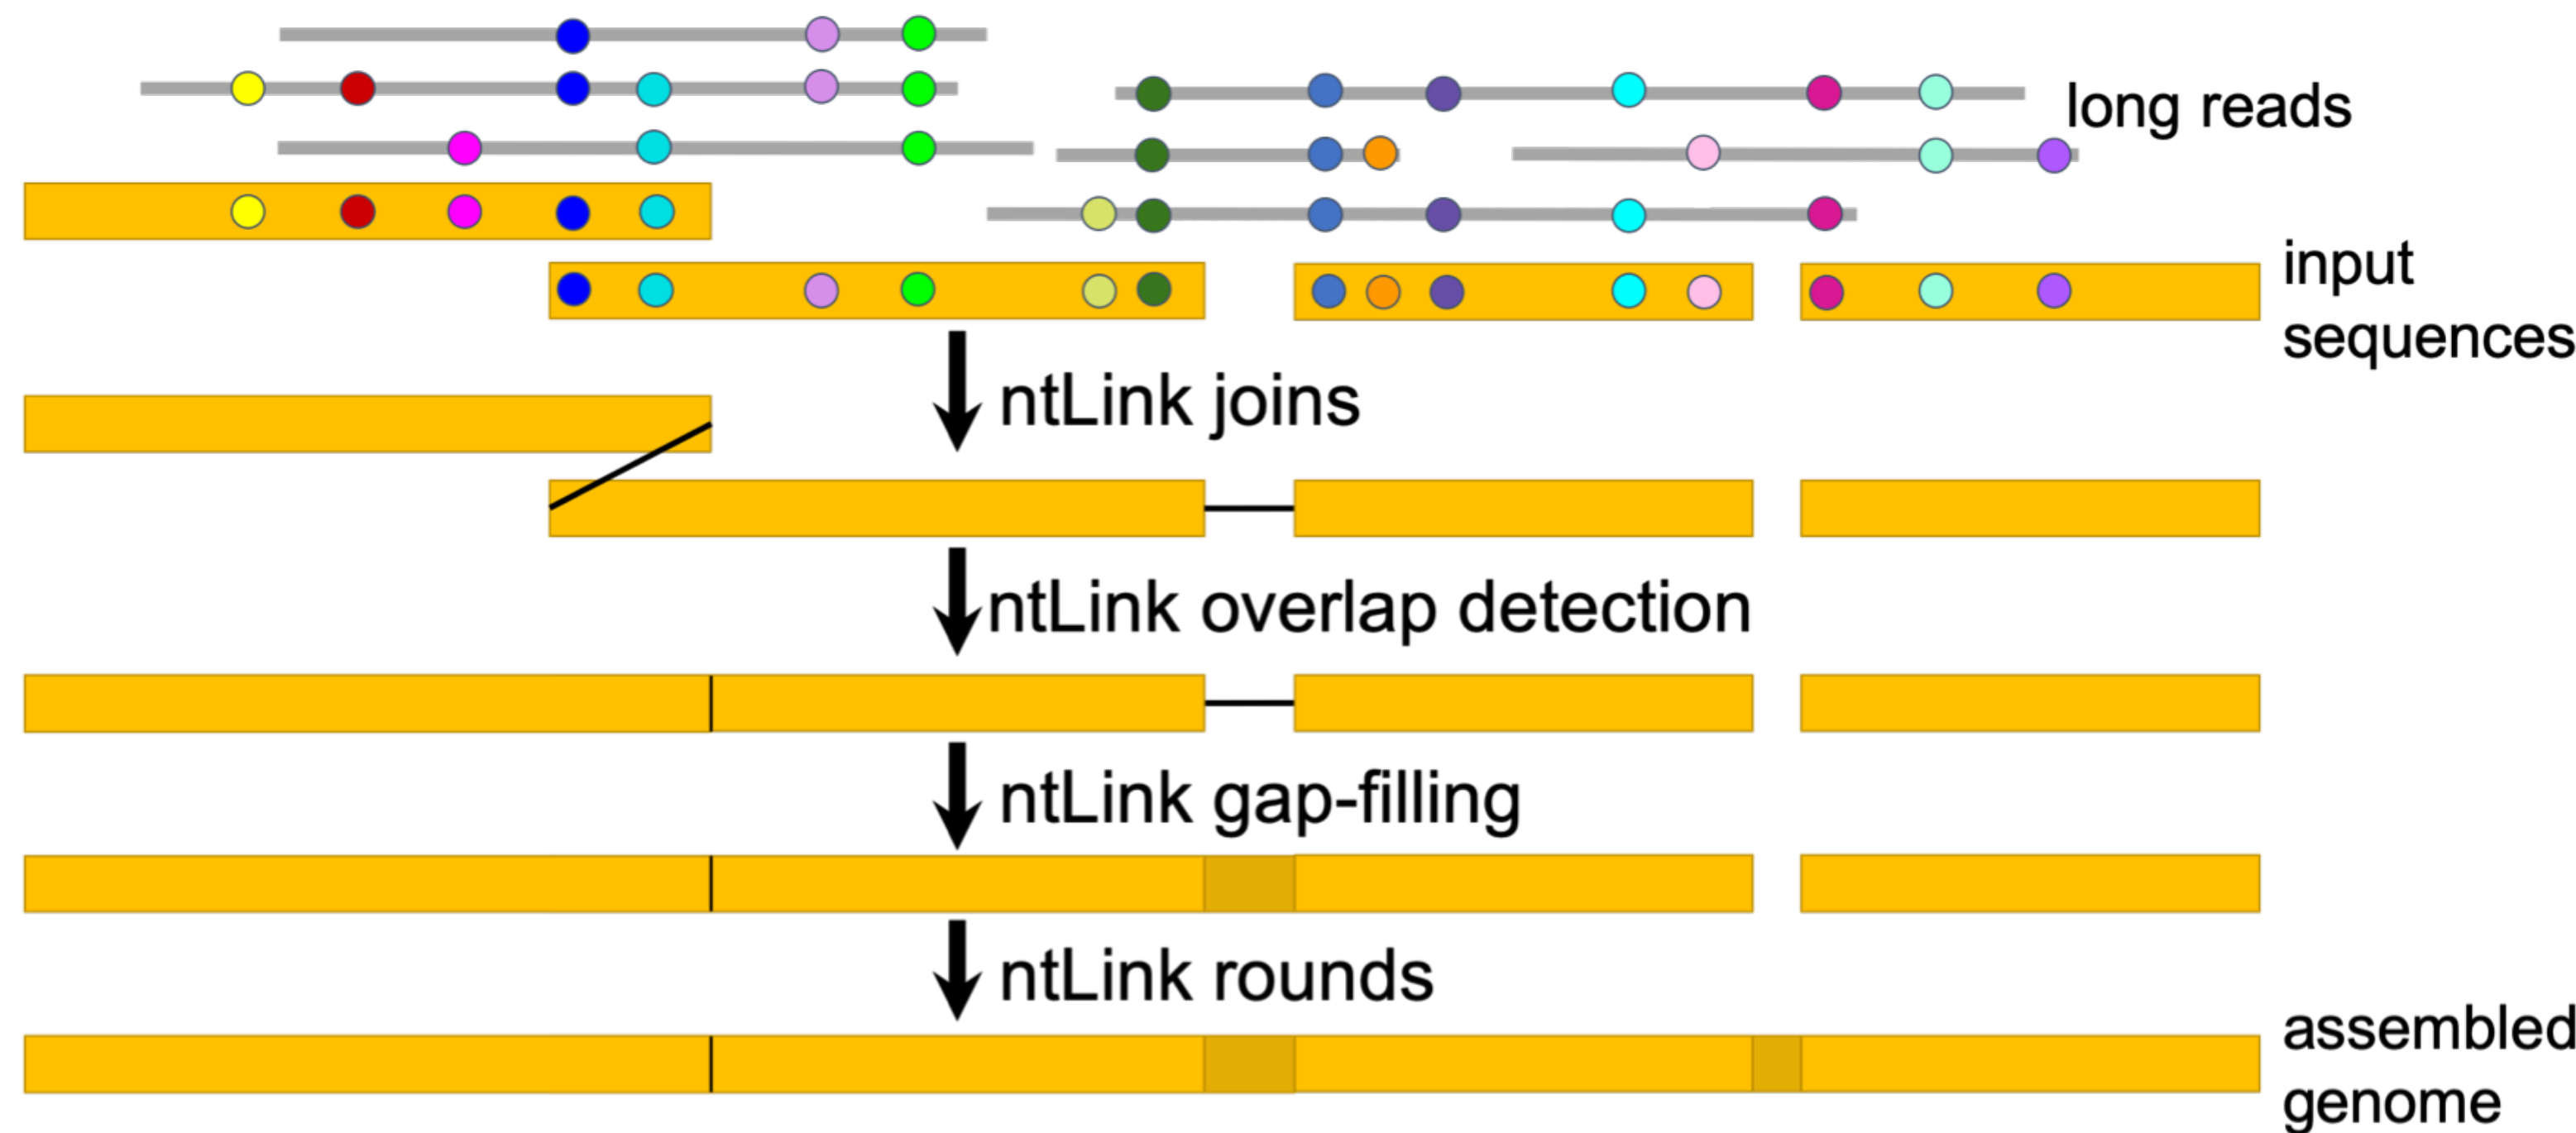 long reads
input
sequences
ntLink joins
ntLink overlap detection
ntLink gap-filling
ntLink rounds
assembled
genome